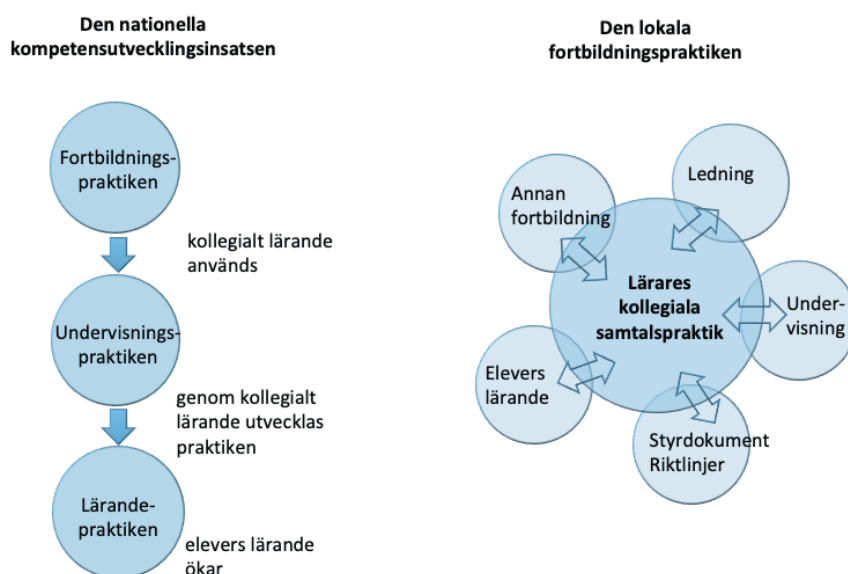 Den nationella
kompetensutvecklingsinsatsen
Fortbildnings-
praktiken
kollegialt lärande
används
Undervisnings-
praktiken
genom kollegialt
lärande utvecklas
praktiken
Lärande-
praktiken
elevers lärande
ökar
Den lokala
fortbildningspraktiken
Ledning
Annan
fortbildning
Lärares
kollegiala
samtalspraktik
Under-
visning
Elevers
lärande
Styrdokument
Riktlinjer